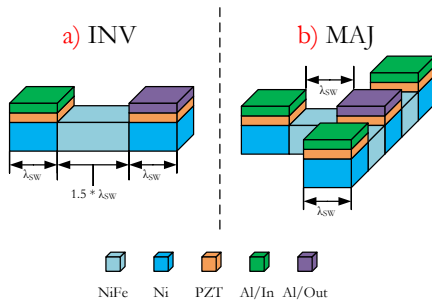 a) INV
b) MAJ
λSW
λSW
1.5 * λSW
λSW
λSW
NiFe
Ni
PZT
Al/In
Al/Out